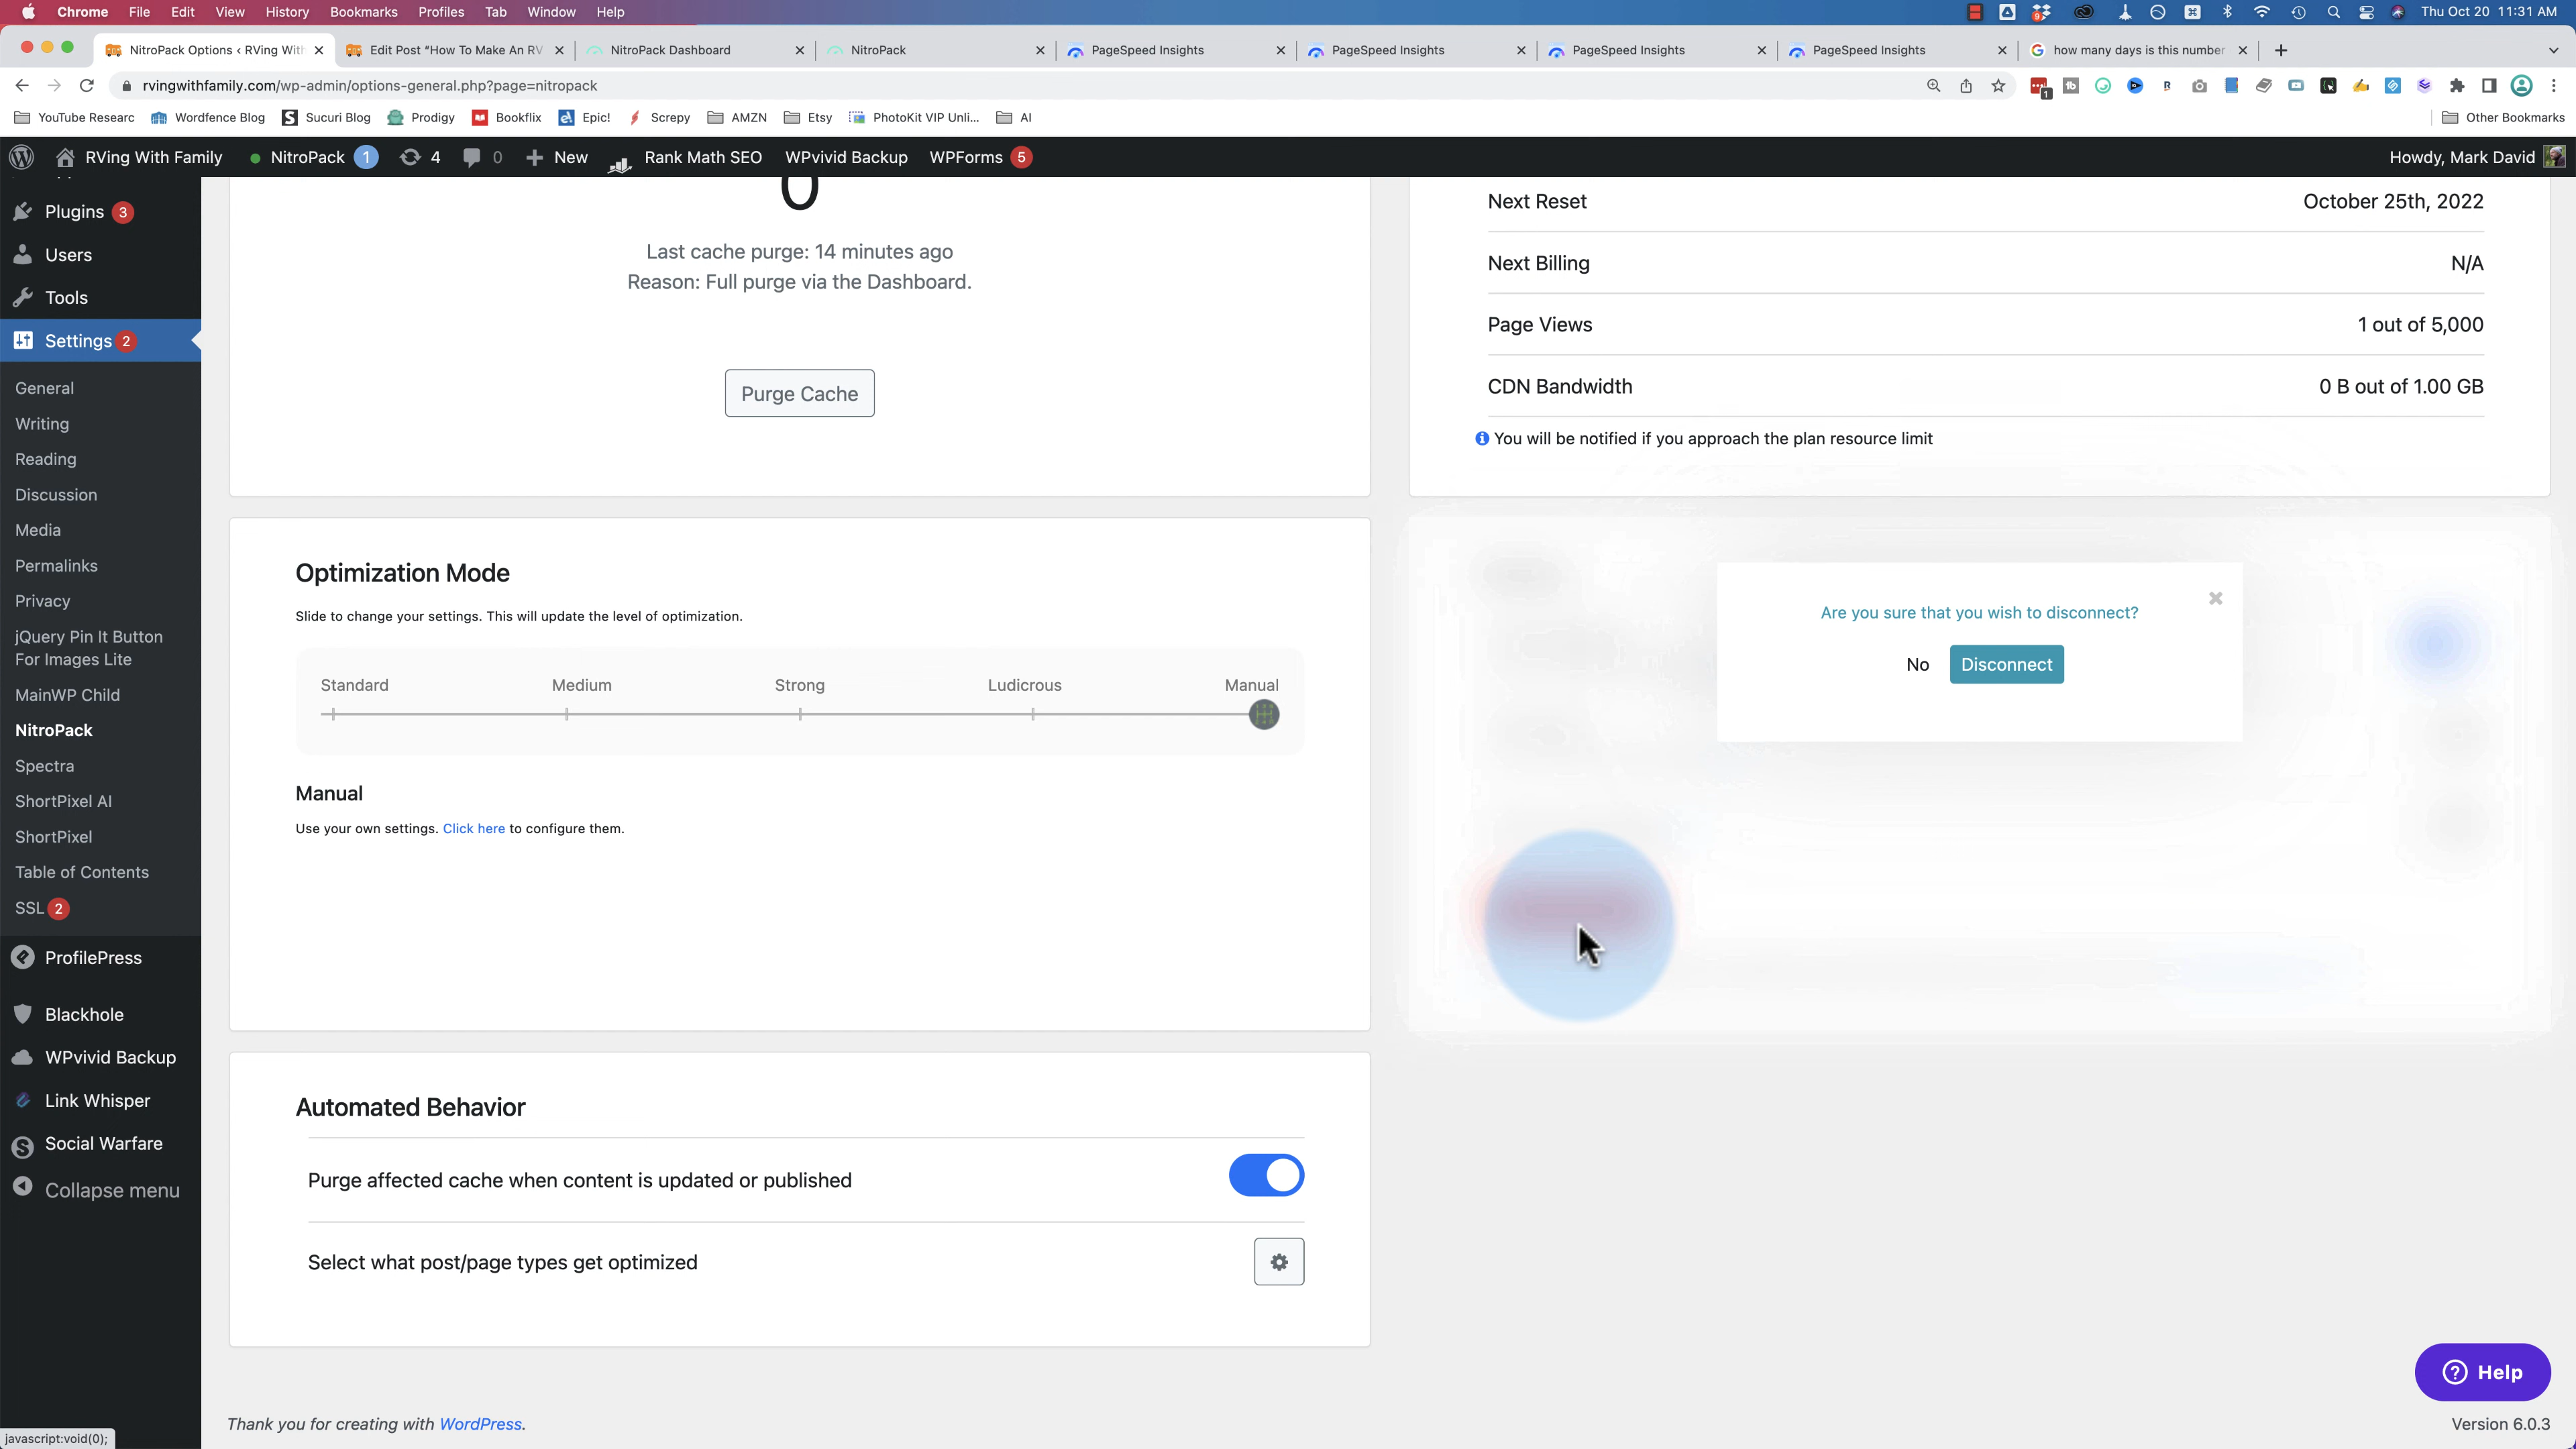 Chrome File Edit View History Bookmarks Profiles Tab Window Help
9
Thu Oct 20 11:31 AM
NitroPack Options ‹ RVing With
Edit Post "How To Make An RV
NitroPack Dashboard
NitroPack
PageSpeed Insights
PageSpeed Insights
PageSpeed Insights
PageSpeed Insights
how many days is this number
rvingwithfamily.com/wp-admin/options-general.php?page=nitropack
1
YouTube Researc
Wordfence Blog
Sucuri Blog
Prodigy
Bookflix
Epic!
Screpy
AMZN
Etsy
PhotoKit VIP Unli...
AI
Other Bookmarks
RVing With Family
NitroPack 1
4
0
New
Rank Math SEO
WPvivid Backup
WPForms 5
Howdy, Mark David
Plugins 3
Users
Tools
Settings 2
General
Writing
Reading
Discussion
Media
Permalinks
Privacy
jQuery Pin It Button
For Images Lite
MainWP Child
NitroPack
Spectra
ShortPixel AI
ShortPixel
Table of Contents
SSL 2
ProfilePress
Blackhole
WPvivid Backup
Link Whisper
Social Warfare
Collapse menu
0
Last cache purge: 14 minutes ago
Reason: Full purge via the Dashboard.
Purge Cache
Next Reset October 25th, 2022
Next Billing N/A
Page Views 1 out of 5,000
CDN Bandwidth 0 B out of 1.00 GB
You will be notified if you approach the plan resource limit
Optimization Mode
Slide to change your settings. This will update the level of optimization.
Standard Medium Strong Ludicrous Manual
Manual
Use your own settings. Click here to configure them.
Are you sure that you wish to disconnect?
No Disconnect
Automated Behavior
Purge affected cache when content is updated or published
Select what post/page types get optimized
Help
Thank you for creating with WordPress.
Version 6.0.3
javascript:void(0);